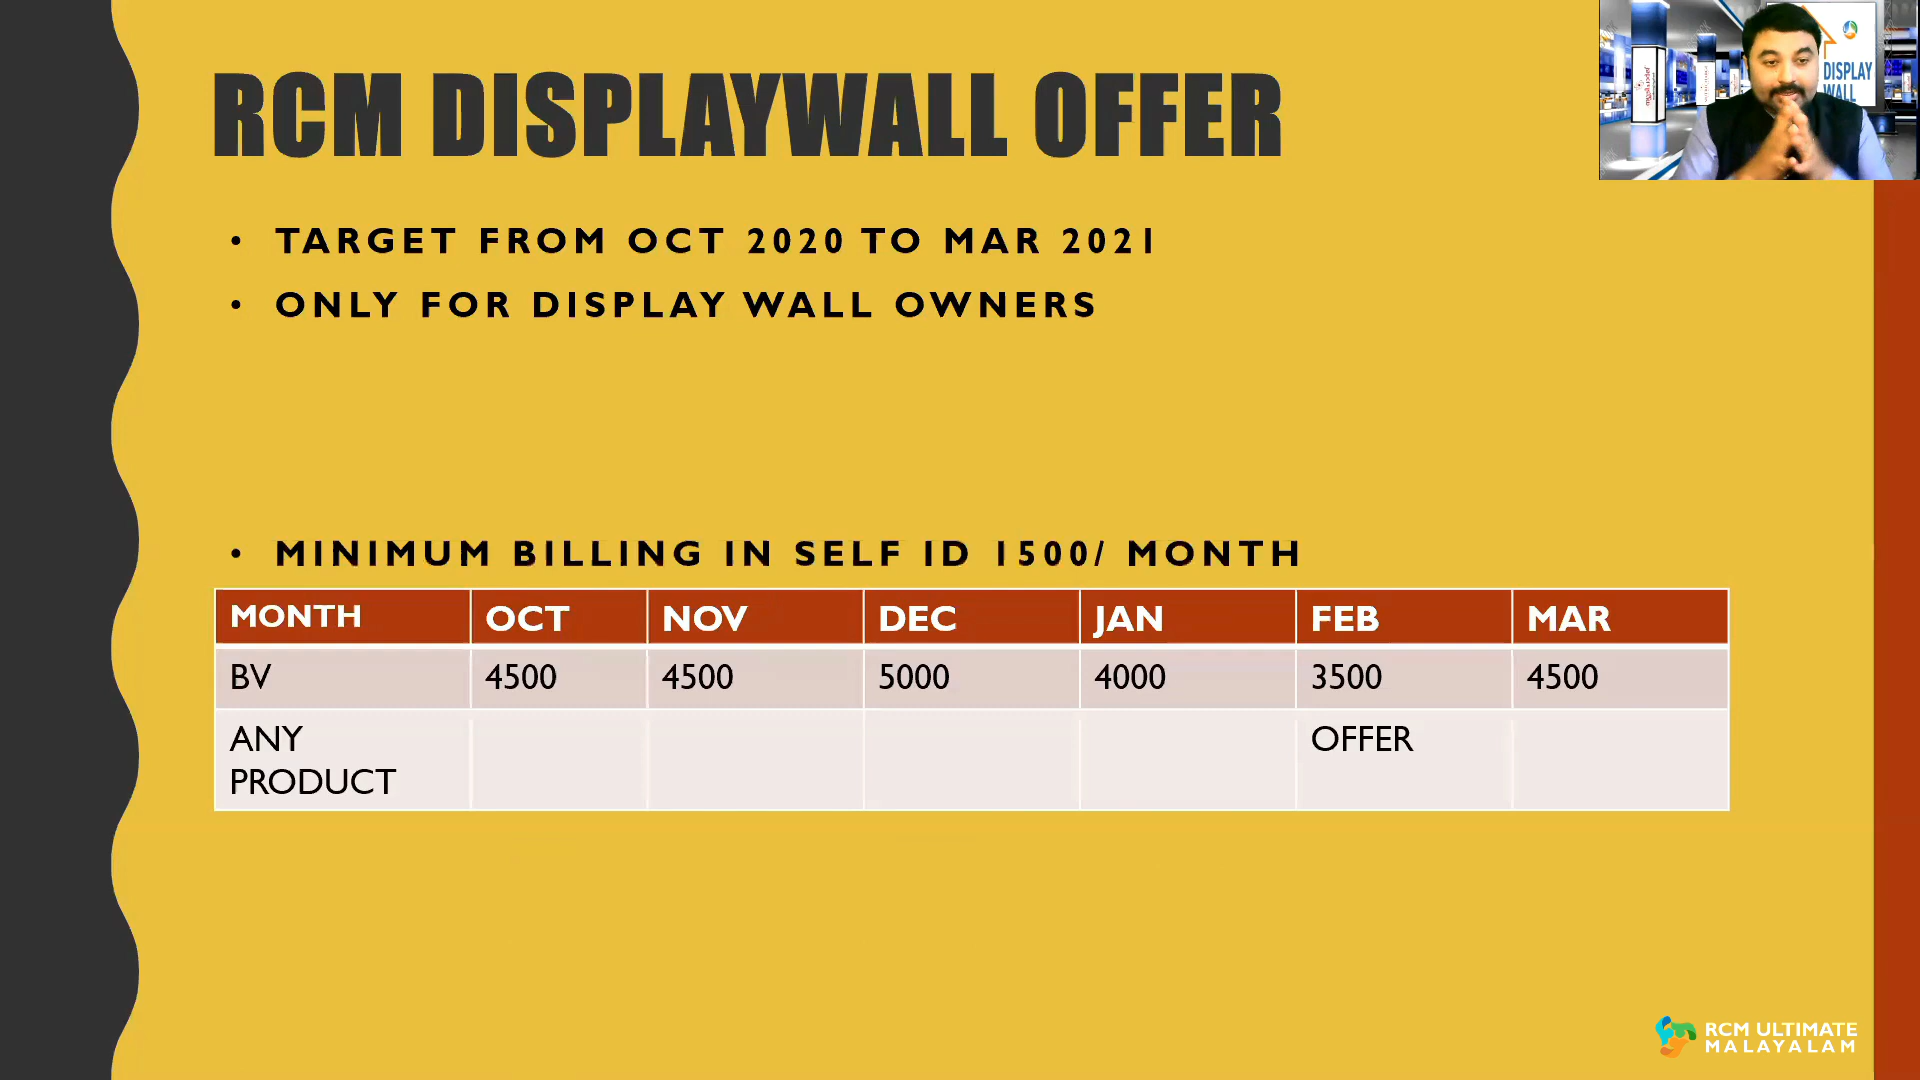 RCM DISPLAYWALL OFFER
DISPLAY
WALL
• TARGET FROM OCT 2020 TO MAR 2021
• ONLY FOR DISPLAY WALL OWNERS
• MINIMUM BILLING IN SELF ID 1500/ MONTH
MONTH OCT NOV DEC JAN FEB MAR
BV 4500 4500 5000 4000 3500 4500
ANY OFFER
PRODUCT
RCM ULTIMATE
MALAYALAM